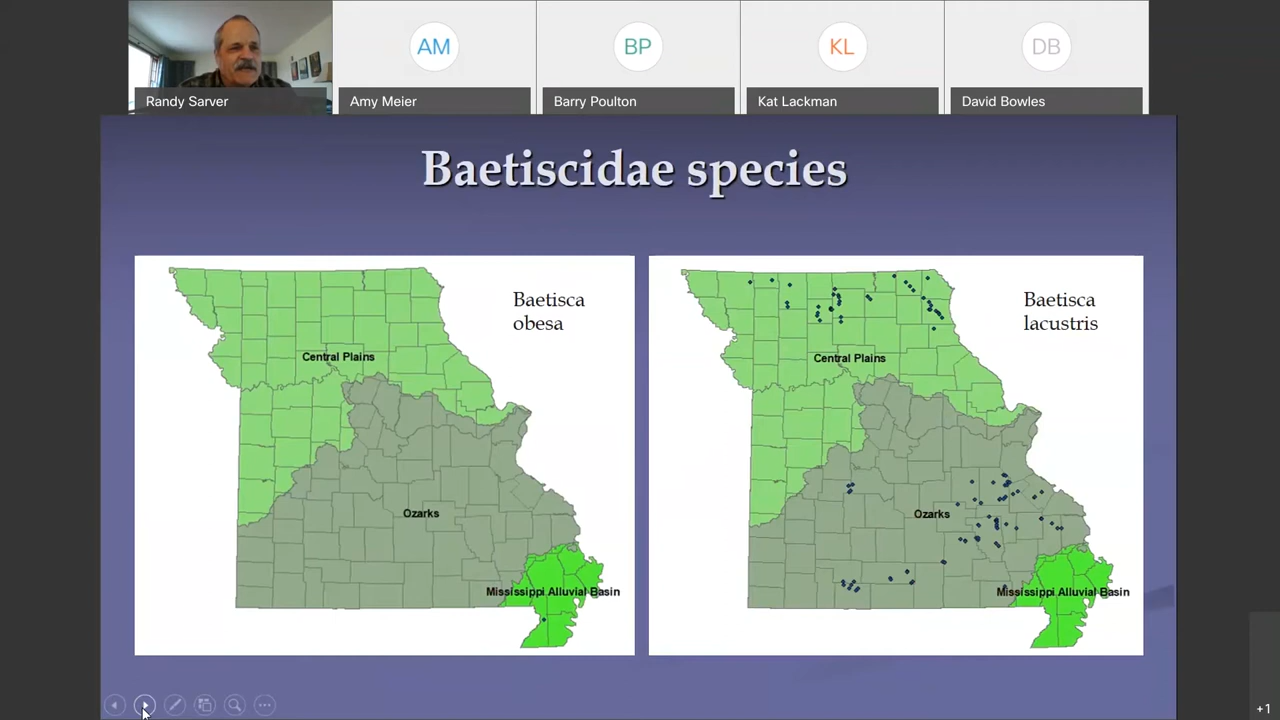 AM
BP
KL
DB
Randy Sarver
Amy Meier
Barry Poulton
Kat Lackman
David Bowles
Baetiscidae species
Baetisca
obesa
Central Plains
Ozarks
Mississippi Alluvial Basin
Baetisca
lacustris
Central Plains
Ozarks
Mississippi Alluvial Basin
+1